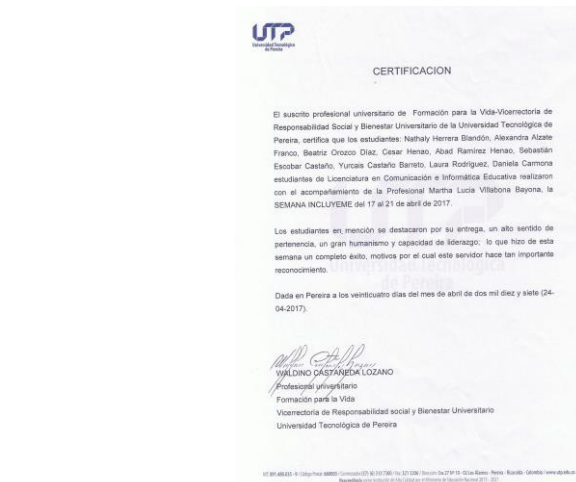 UTP
Universidad Tecnológica
de Pereira
CERTIFICACION
El suscrito profesional universitario de Formación para la Vida-Vicerrectoría de
Responsabilidad Social y Bienestar Universitario de la Universidad Tecnológica de
Pereira, certifica que los estudiantes: Nathaly Herrera Blandón, Alexandra Alzate
Franco, Beatriz Orozco Díaz, Cesar Henao, Abad Ramírez Henao, Sebastián
Escobar Castaño, Yurcais Castaño Barreto, Laura Rodríguez, Daniela Carmona
estudiantes de Licenciatura en Comunicación e Informática Educativa realizaron
con el acompañamiento de la Profesional Martha Lucia Villabona Bayona, la
SEMANA INCLUYEME del 17 al 21 de abril de 2017.
Los estudiantes en mención se destacaron por su entrega, un alto sentido de
pertenencia, un gran humanismo y capacidad de liderazgo; lo que hizo de esta
semana un completo éxito, motivos por el cual este servidor hace tan importante
reconocimiento.
Dada en Pereira a los veinticuatro días del mes de abril de dos mil diez y siete (24-
04-2017).
WALDINO CASTAÑEDA LOZANO
Profesional universitario
Formación para la Vida
Vicerrectoría de Responsabilidad social y Bienestar Universitario
Universidad Tecnológica de Pereira